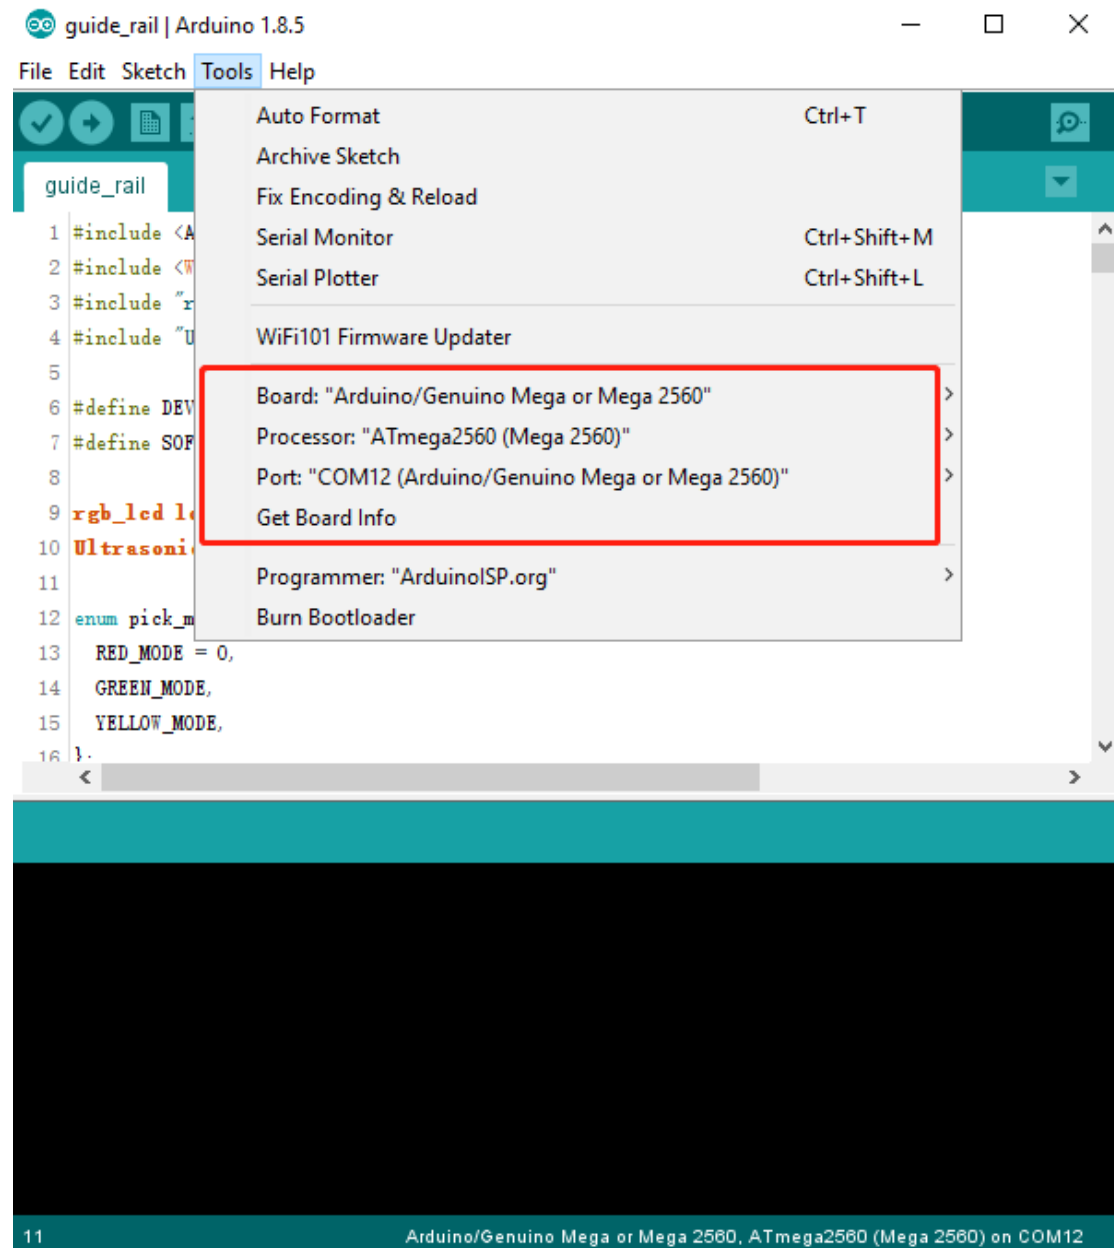 guide_rail | Arduino 1.8.5
File Edit Sketch Tools Help
guide_rail
Auto Format Ctrl+T
Archive Sketch
Fix Encoding & Reload
Serial Monitor Ctrl+Shift+M
Serial Plotter Ctrl+Shift+L
WiFi101 Firmware Updater
Board: "Arduino/Genuino Mega or Mega 2560"
Processor: "ATmega2560 (Mega 2560)"
Port: "COM12 (Arduino/Genuino Mega or Mega 2560)"
Get Board Info
Programmer: "ArduinoISP.org"
Burn Bootloader
1 #include <A
2 #include <W
3 #include "r
4 #include "U
5
6 #define DEV
7 #define SOF
8
9 rgb_lcd l
10 Ultrasoni
11
12 enum pick_m
13 RED_MODE = 0,
14 GREEN_MODE,
15 YELLOW_MODE,
16 };
11 Arduino/Genuino Mega or Mega 2560, ATmega2560 (Mega 2560) on COM12